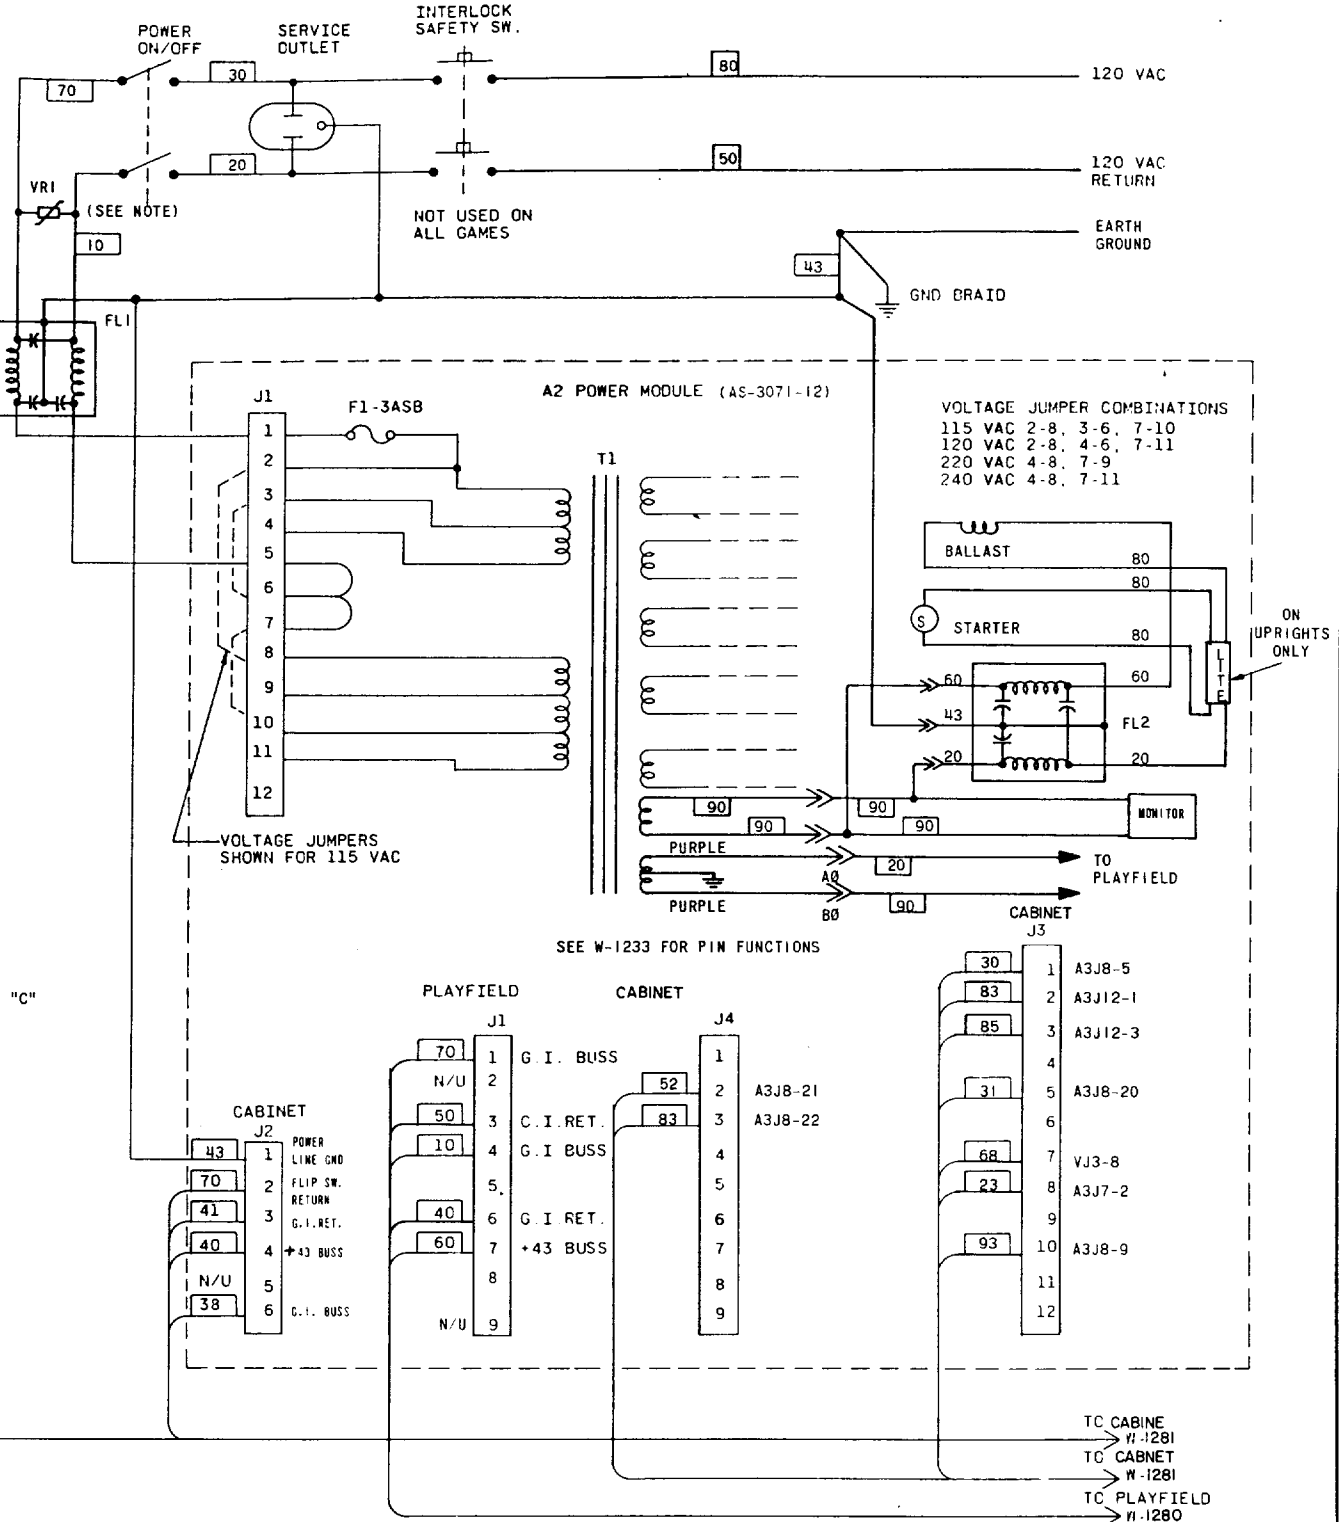 INTERLOCK
SAFETY SW.
POWER
ON/OFF
SERVICE
OUTLET
70
30
80
120 VAC
20
50
120 VAC
RETURN
VR1
(SEE NOTE)
10
NOT USED ON
ALL GAMES
EARTH
GROUND
43
GND BRAID
FL1
A2 POWER MODULE (AS-3071-12)
J1
F1-3ASB
1
2
3
4
5
6
7
8
9
10
11
12
T1
VOLTAGE JUMPER COMBINATIONS
115 VAC 2-8, 3-6, 7-10
120 VAC 2-8, 4-6, 7-11
220 VAC 4-8, 7-9
240 VAC 4-8, 7-11
BALLAST
80
80
S
STARTER
80
LITE
ON
UPRIGHTS
ONLY
60
60
43
FL2
20
20
90
90
90
90
MONITOR
VOLTAGE JUMPERS
SHOWN FOR 115 VAC
PURPLE
A0
20
TO
PLAYFIELD
PURPLE
B0
90
SEE W-1233 FOR PIN FUNCTIONS
"C"
CABINET
J2
43 1 POWER LINE GND
70 2 FLIP SW. RETURN
41 3 G.I.RET.
40 4 +43 BUSS
N/U 5
38 6 G.I. BUSS
PLAYFIELD
J1
70 1 G.I. BUSS
N/U 2
50 3 C.I.RET.
10 4 G.I BUSS
5
40 6 G.I.RET.
60 7 +43 BUSS
8
N/U 9
CABINET
J4
1
52 2 A3J8-21
83 3 A3J8-22
4
5
6
7
8
9
CABINET
J3
30 1 A3J8-5
83 2 A3J12-1
85 3 A3J12-3
4
31 5 A3J8-20
6
68 7 VJ3-8
23 8 A3J7-2
9
93 10 A3J8-9
11
12
TC CABINE
W-1281
TC CABNET
W-1281
TC PLAYFIELD
W-1280